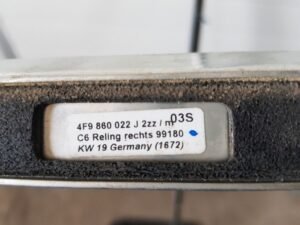 4F9 860 022 J 2zz / m 03S
C6 Reling rechts 99180
KW 19 Germany (1672)